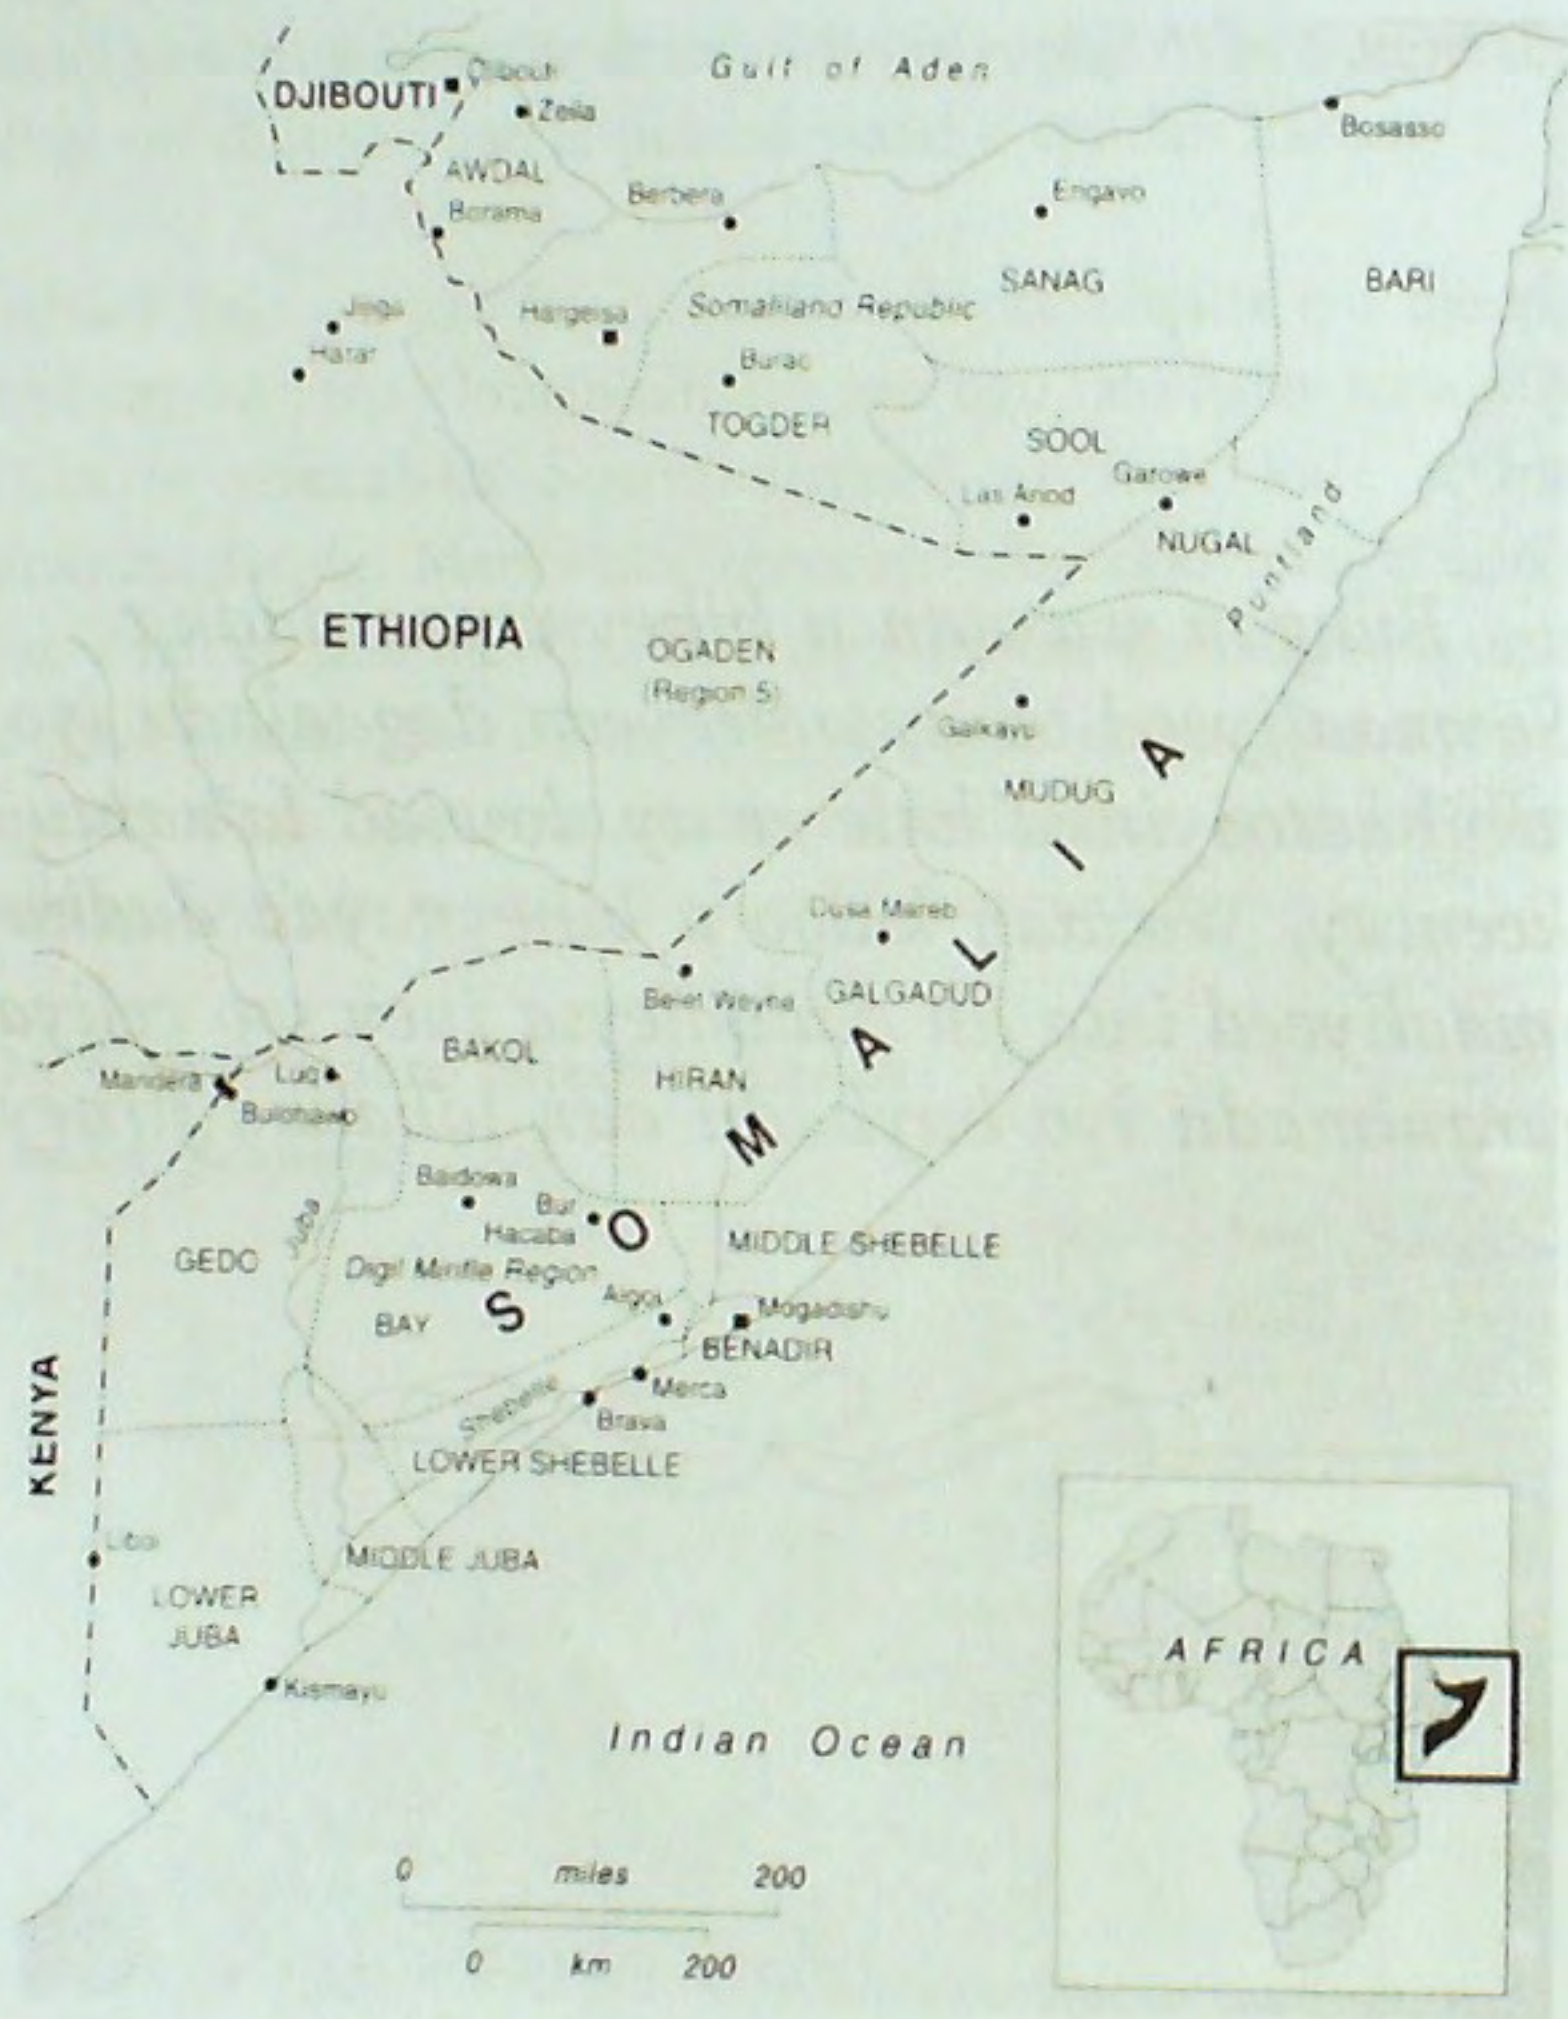 Gulf of Aden
DJIBOUTI
Djibouti
Zeila
Bosasso
AWDAL
Borama
Berbera
Erigavo
SANAG
BARI
Jijiga
Harar
Hargeisa
Somaliland Republic
Burao
TOGDER
SOOL
Garowe
Las Anod
NUGAL
Puntland
ETHIOPIA
OGADEN
(Region 5)
Galkayu
MUDUG
Dusa Mareb
GALGADUD
Belet Weyne
BAKOL
HIRAN
SOMALIA
Mandera
Luq
Bulohawo
Baidowa
Bur
Hacaba
Juba
GEDO
Digil Mirifle Region
MIDDLE SHEBELLE
BAY
Mogadishu
BENADIR
KENYA
Merca
Shebelle
Brava
LOWER SHEBELLE
MIDDLE JUBA
LOWER
JUBA
Kismayu
AFRICA
Indian Ocean
0 miles 200
0 km 200